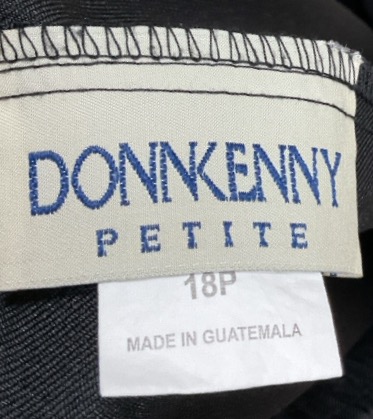 DONNKENNY
PETITE
18P
MADE IN GUATEMALA